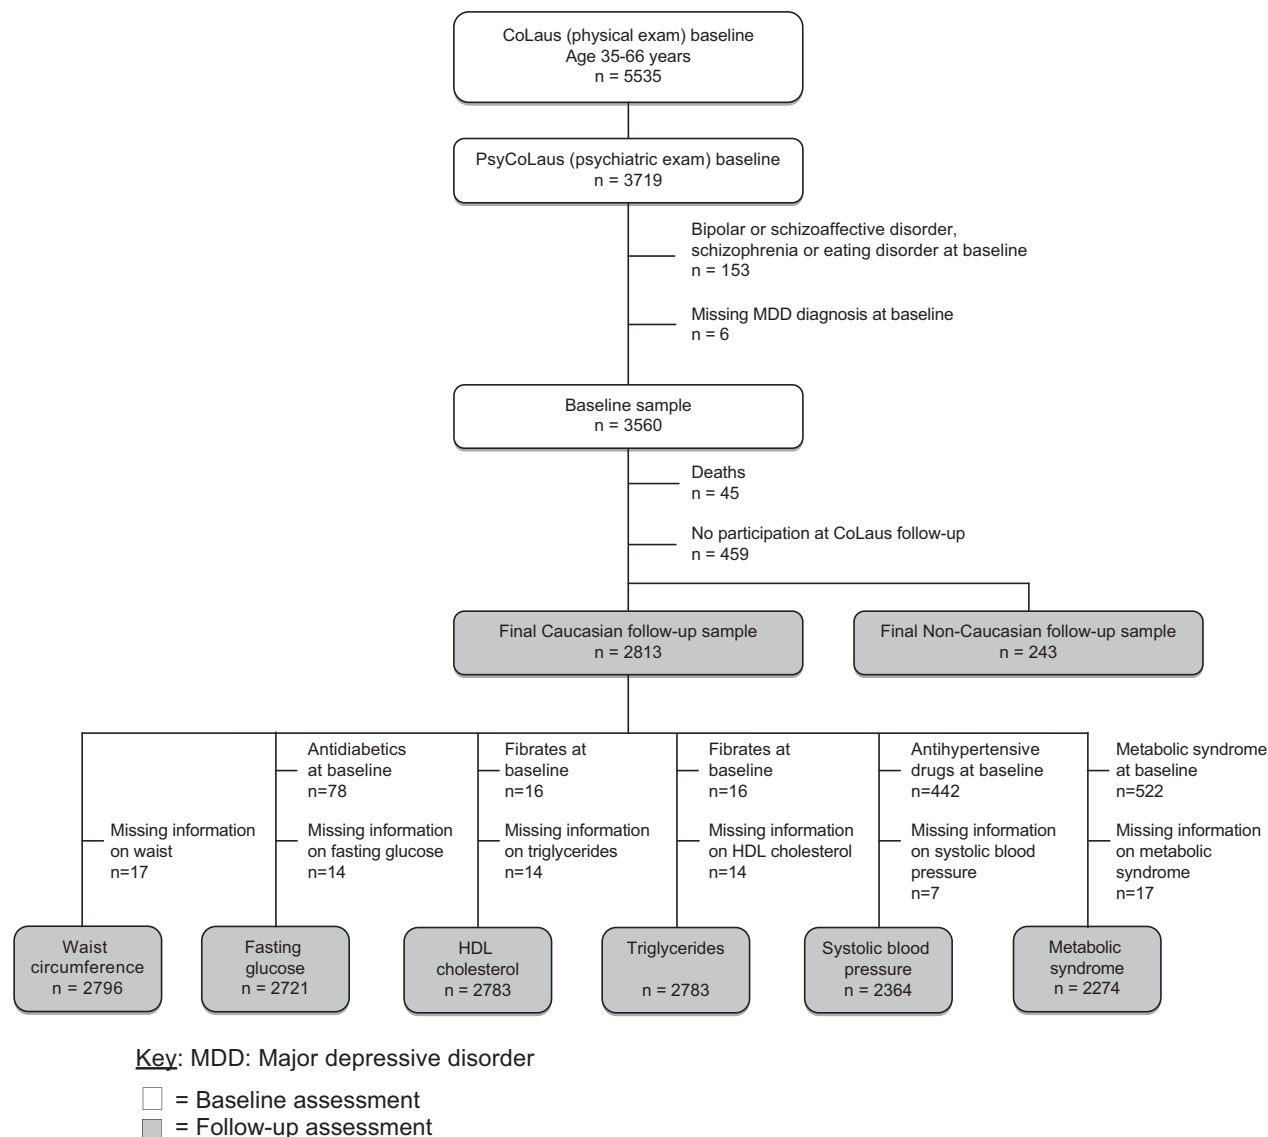 CoLaus (physical exam) baseline
Age 35-66 years
n = 5535
PsyCoLaus (psychiatric exam) baseline
n = 3719
Bipolar or schizoaffective disorder,
schizophrenia or eating disorder at baseline
n = 153
Missing MDD diagnosis at baseline
n = 6
Baseline sample
n = 3560
Deaths
n = 45
No participation at CoLaus follow-up
n = 459
Final Caucasian follow-up sample
n = 2813
Final Non-Caucasian follow-up sample
n = 243
Antidiabetics
at baseline
n=78
Fibrates at
baseline
n=16
Fibrates at
baseline
n=16
Antihypertensive
drugs at baseline
n=442
Metabolic syndrome
at baseline
n=522
Missing information
on waist
n=17
Missing information
on fasting glucose
n=14
Missing information
on triglycerides
n=14
Missing information
on HDL cholesterol
n=14
Missing information
on systolic blood
pressure
n=7
Missing information
on metabolic
syndrome
n=17
Waist
circumference
n = 2796
Fasting
glucose
n = 2721
HDL
cholesterol
n = 2783
Triglycerides
n = 2783
Systolic blood
pressure
n = 2364
Metabolic
syndrome
n = 2274
Key: MDD: Major depressive disorder
= Baseline assessment
= Follow-up assessment